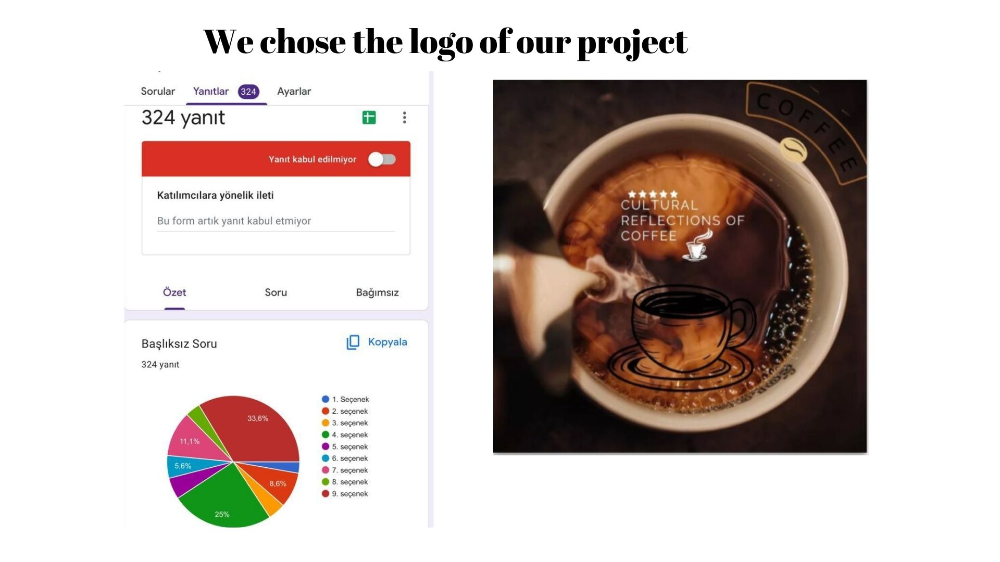 We chose the logo of our project
Sorular Yanıtlar 324 Ayarlar
324 yanıt
Yanıt kabul edilmiyor
Katılımcılara yönelik ileti
Bu form artık yanıt kabul etmiyor
Özet Soru Bağımsız
Başlıksız Soru
Kopyala
324 yanıt
33,6%
11,1%
5,6%
8,6%
25%
1. Seçenek
2. seçenek
3. seçenek
4. seçenek
5. seçenek
6. seçenek
7. seçenek
8. seçenek
9. seçenek
COFFEE
CULTURAL
REFLECTIONS OF
COFFEE